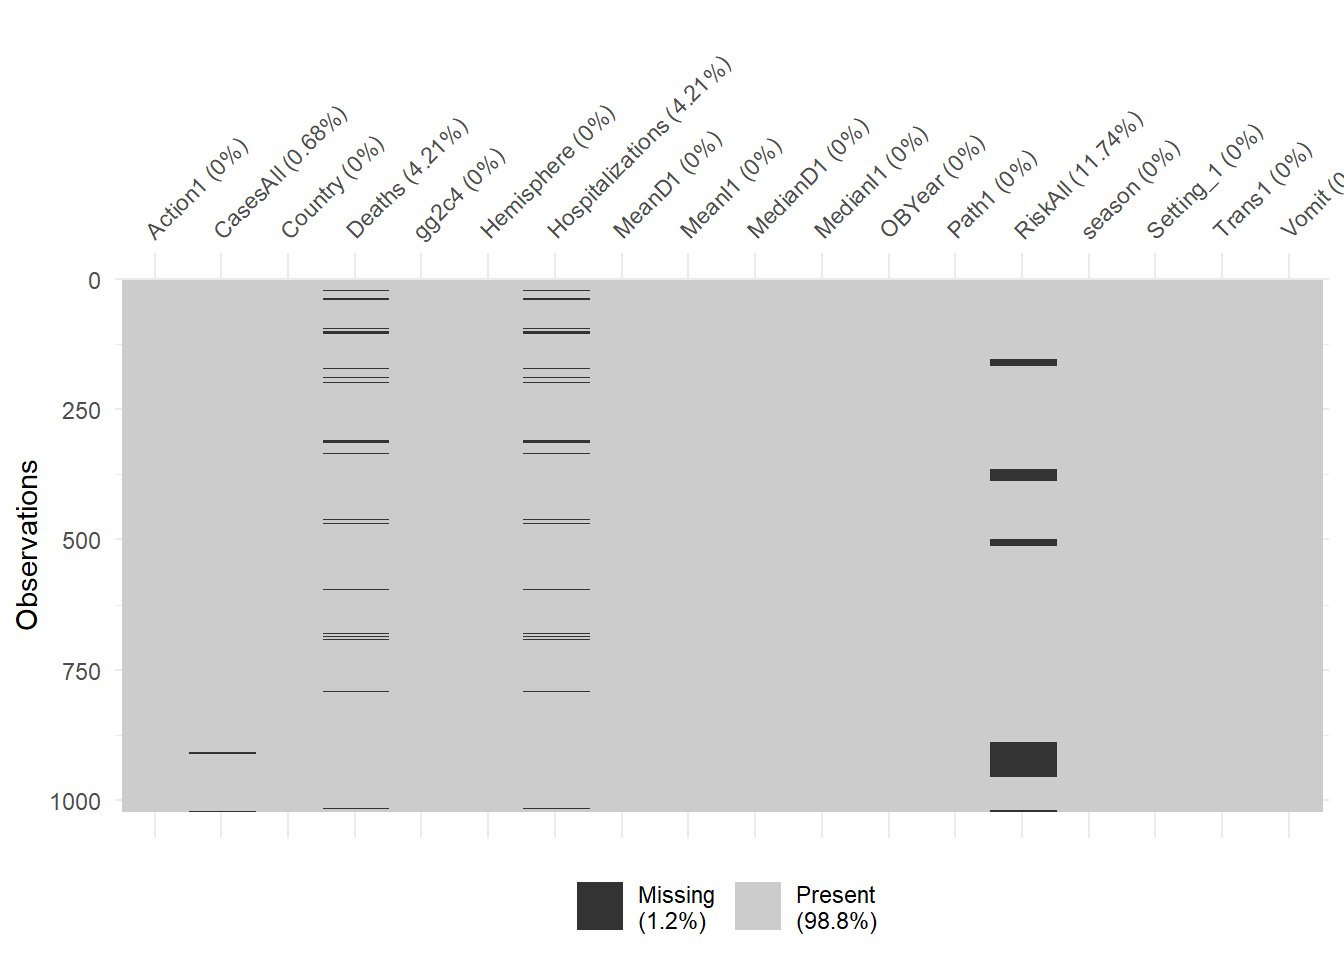 Action1 (0%)
CasesAll (0.68%)
Country (0%)
Deaths (4.21%)
gg2c4 (0%)
Hemisphere (0%)
Hospitalizations (4.21%)
MeanD1 (0%)
MeanI1 (0%)
MedianD1 (0%)
MedianI1 (0%)
OBYear (0%)
Path1 (0%)
RiskAll (11.74%)
season (0%)
Setting_1 (0%)
Trans1 (0%)
Vomit (0
0
250
500
750
1000
Observations
Missing
(1.2%)
Present
(98.8%)